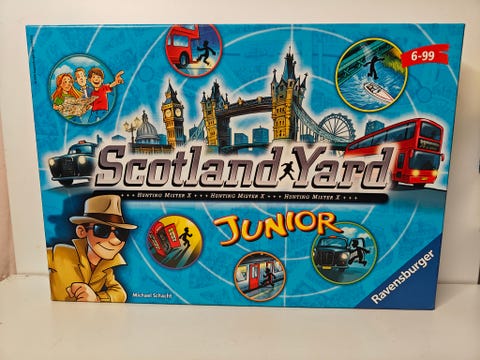 6-99
Scotland Yard
••• HUNTING MISTER X ••• HUNTING MISTER X ••• HUNTING MISTER X •••
JUNIOR
Michael Schacht
Ravensburger